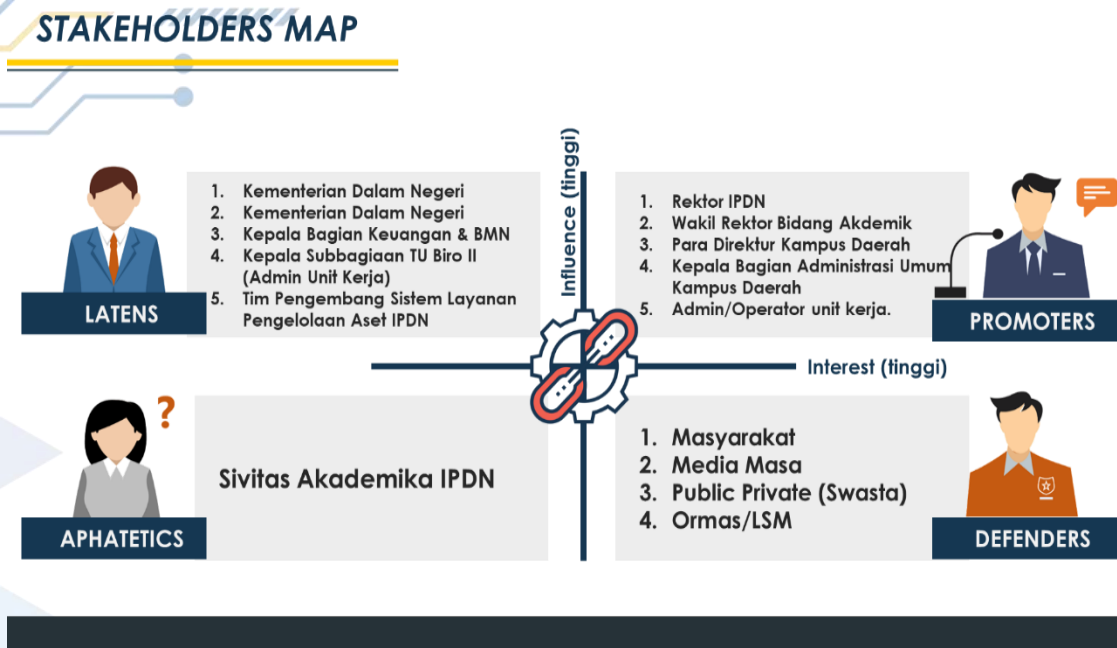 STAKEHOLDERS MAP
1. Kementerian Dalam Negeri
2. Kementerian Dalam Negeri
3. Kepala Bagian Keuangan & BMN
4. Kepala Subbagiaan TU Biro II
(Admin Unit Kerja)
5. Tim Pengembang Sistem Layanan
Pengelolaan Aset IPDN
LATENS
Influence (tinggi)
1. Rektor IPDN
2. Wakil Rektor Bidang Akdemik
3. Para Direktur Kampus Daerah
4. Kepala Bagian Administrasi Umum
Kampus Daerah
5. Admin/Operator unit kerja.
PROMOTERS
Interest (tinggi)
?
Sivitas Akademika IPDN
APHATETICS
1. Masyarakat
2. Media Masa
3. Public Private (Swasta)
4. Ormas/LSM
DEFENDERS